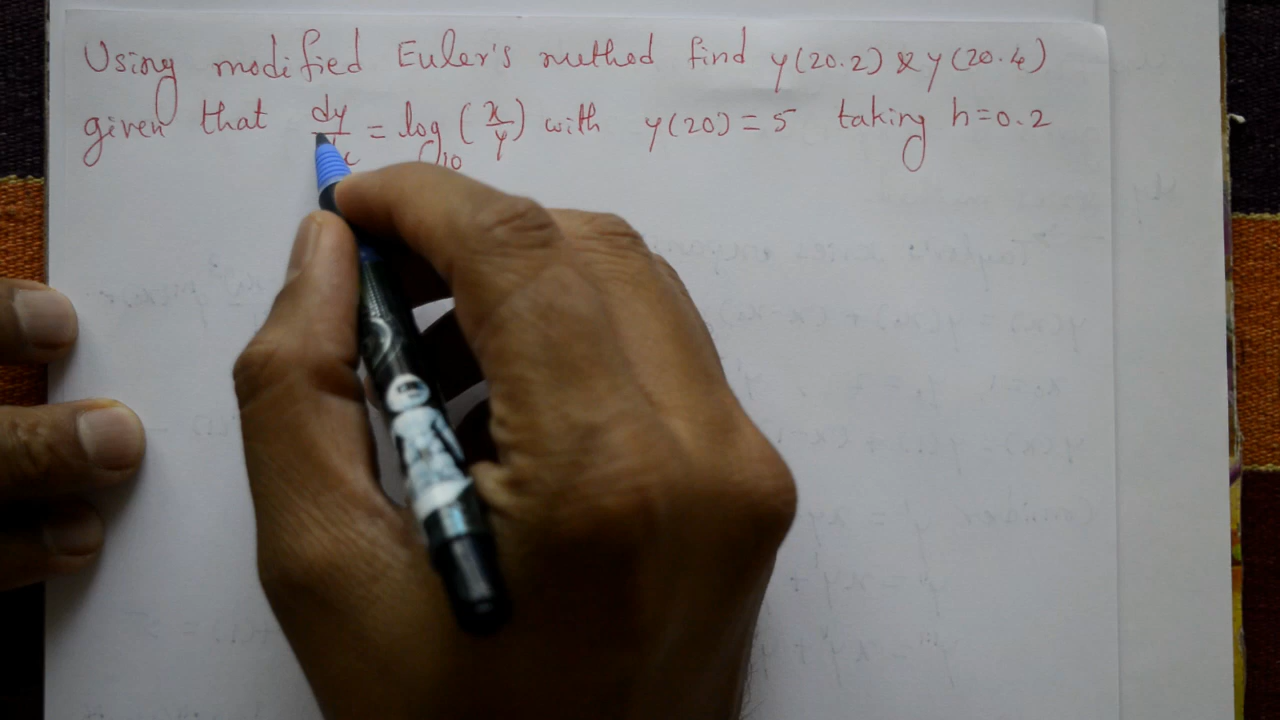 Using modified Euler's method find y(20.2) & y(20.4)
given that dy/dx = log₁₀ (x/y) with y(20) = 5 taking h=0.2